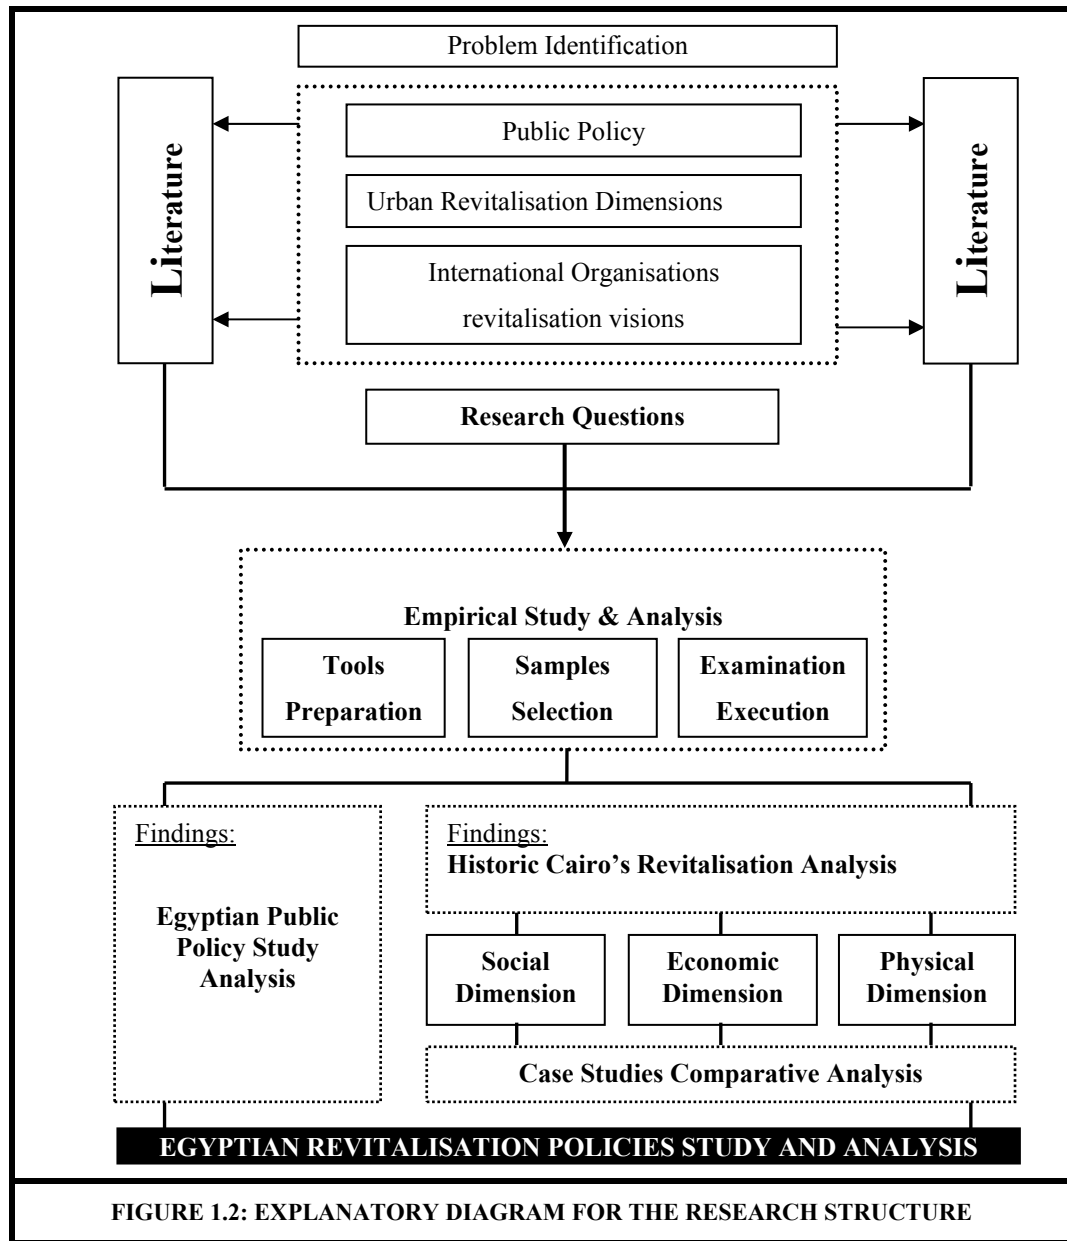 Problem Identification
Literature
Public Policy
Urban Revitalisation Dimensions
International Organisations
revitalisation visions
Literature
Research Questions
Empirical Study & Analysis
Tools
Preparation
Samples
Selection
Examination
Execution
Findings:
Egyptian Public
Policy Study
Analysis
Findings:
Historic Cairo’s Revitalisation Analysis
Social
Dimension
Economic
Dimension
Physical
Dimension
Case Studies Comparative Analysis
EGYPTIAN REVITALISATION POLICIES STUDY AND ANALYSIS
FIGURE 1.2: EXPLANATORY DIAGRAM FOR THE RESEARCH STRUCTURE